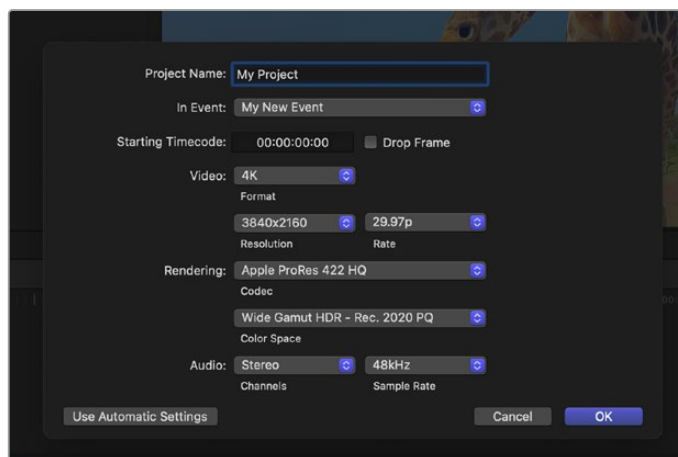 Project Name: My Project
In Event: My New Event
Starting Timecode: 00:00:00:00 Drop Frame
Video: 4K
Format
3840x2160 29.97p
Resolution Rate
Rendering: Apple ProRes 422 HQ
Codec
Wide Gamut HDR - Rec. 2020 PQ
Color Space
Audio: Stereo 48kHz
Channels Sample Rate
Use Automatic Settings Cancel OK